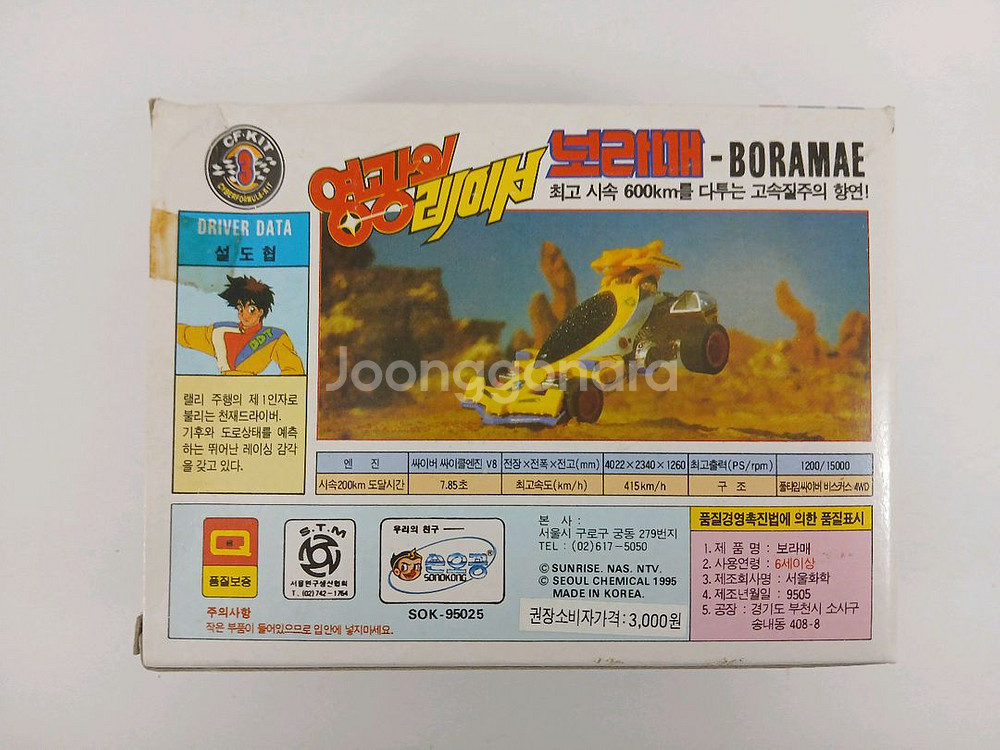 CF·KIT
3
CYBERFORMULA·KIT
영광의 레이서
보라매 - BORAMAE
최고 시속 600km를 다투는 고속질주의 향연!
DRIVER DATA
설도협
DDT
랠리 주행의 제1인자로
불리는 천재드라이버.
기후와 도로상태를 예측
하는 뛰어난 레이싱 감각
을 갖고 있다.
Joonggonara
엔 진 싸이버 싸이클엔진 V8 전장×전폭×전고(mm) 4022×2340×1260 최고출력(PS/rpm) 1200/15000
시속200km 도달시간 7.85초 최고속도(km/h) 415km/h 구 조 풀타임싸이버 비스커스 4WD
Q
품질보증
S.T.M
서울완구생산협회
T.(02)742-1764
우리의 친구
손오공
SONOKONG
SOK-95025
주의사항
작은 부품이 들어있으므로 입안에 넣지마세요.
본 사:
서울시 구로구 궁동 279번지
TEL : (02)617-5050
© SUNRISE. NAS. NTV.
© SEOUL CHEMICAL 1995
MADE IN KOREA.
권장소비자가격:3,000원
품질경영촉진법에 의한 품질표시
1. 제 품 명 : 보라매
2. 사용연령 : 6세이상
3. 제조회사명 : 서울화학
4. 제조년월일 : 9505
5. 공장 : 경기도 부천시 소사구
송내동 408-8